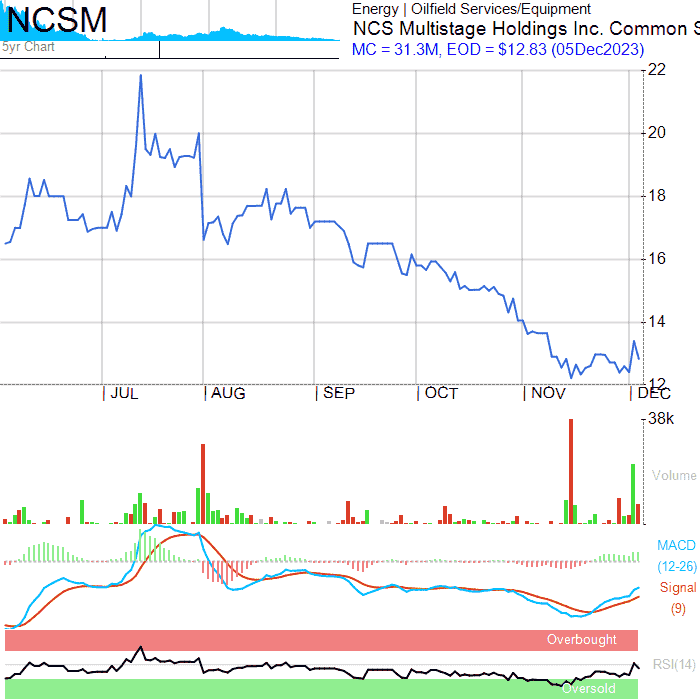 NCSM
5yr Chart
Energy | Oilfield Services/Equipment
NCS Multistage Holdings Inc. Common S
MC = 31.3M, EOD = $12.83 (05Dec2023)
22
20
18
16
14
12
JUL AUG SEP OCT NOV DEC
38k
Volume
MACD
(12-26)
Signal
(9)
Overbought
RSI(14)
Oversold